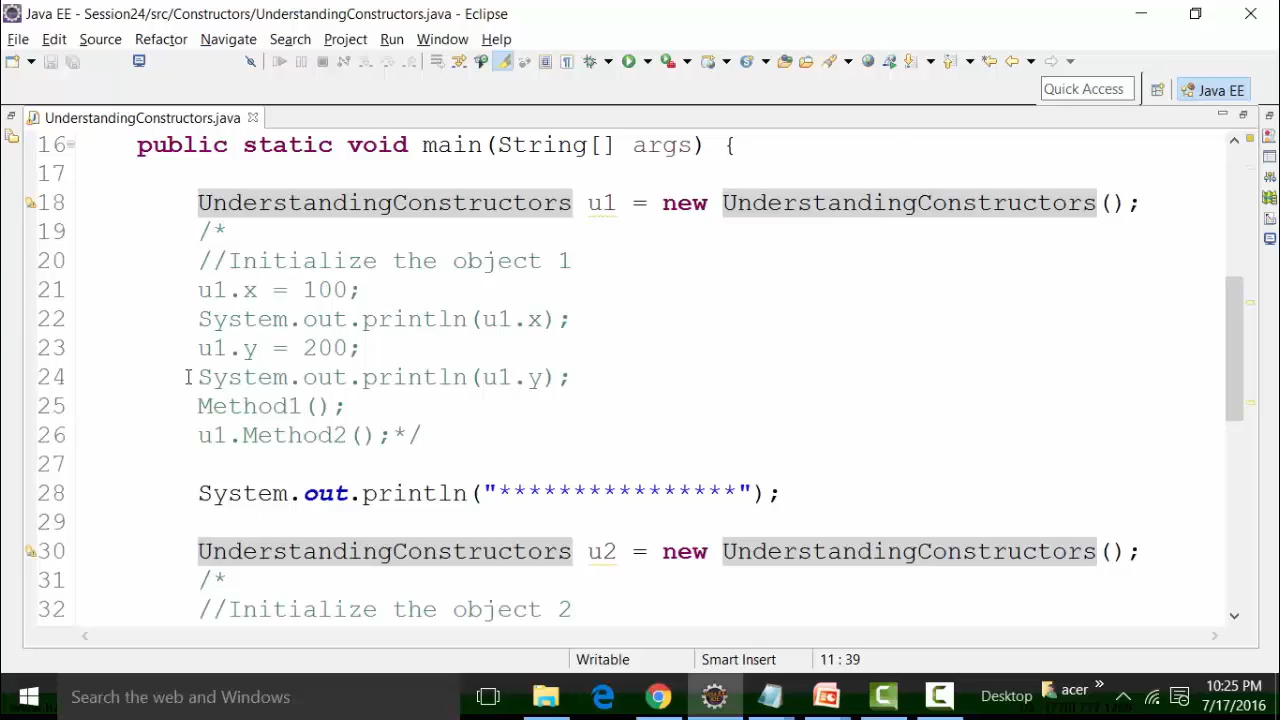 Java EE - Session24/src/Constructors/UnderstandingConstructors.java - Eclipse
File Edit Source Refactor Navigate Search Project Run Window Help
Quick Access
Java EE
UnderstandingConstructors.java
16 public static void main(String[] args) {
17
18 UnderstandingConstructors u1 = new UnderstandingConstructors();
19 /*
20 //Initialize the object 1
21 u1.x = 100;
22 System.out.println(u1.x);
23 u1.y = 200;
24 System.out.println(u1.y);
25 Method1();
26 u1.Method2();*/
27
28 System.out.println("****************");
29
30 UnderstandingConstructors u2 = new UnderstandingConstructors();
31 /*
32 //Initialize the object 2
Writable Smart Insert 11 : 39
Search the web and Windows
Desktop
acer
10:25 PM
7/17/2016